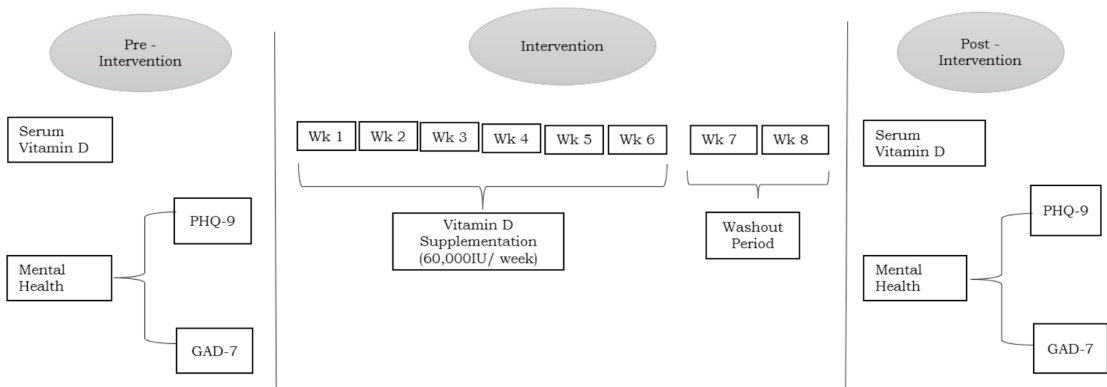 Pre -
Intervention
Serum
Vitamin D
Mental
Health
PHQ-9
GAD-7
Intervention
Wk 1
Wk 2
Wk 3
Wk 4
Wk 5
Wk 6
Wk 7
Wk 8
Vitamin D
Supplementation
(60,000IU/ week)
Washout
Period
Post -
Intervention
Serum
Vitamin D
Mental
Health
PHQ-9
GAD-7